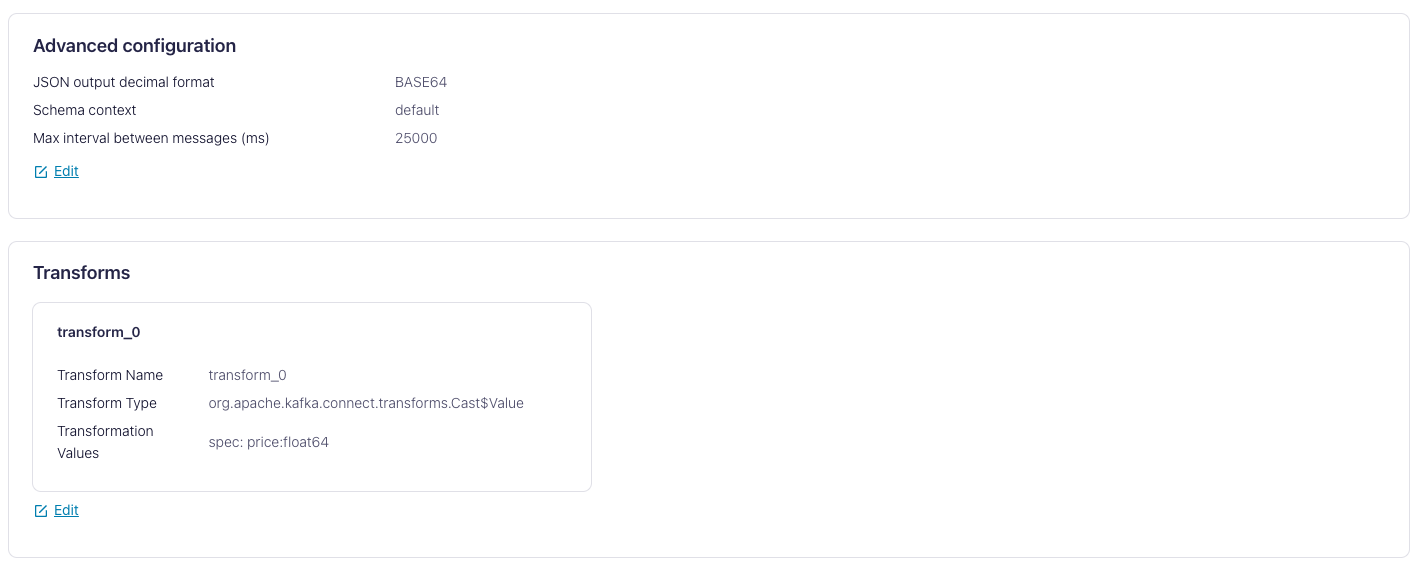 Advanced configuration
JSON output decimal format BASE64
Schema context default
Max interval between messages (ms) 25000
Edit
Transforms
transform_0
Transform Name transform_0
Transform Type org.apache.kafka.connect.transforms.Cast$Value
Transformation Values spec: price:float64
Edit